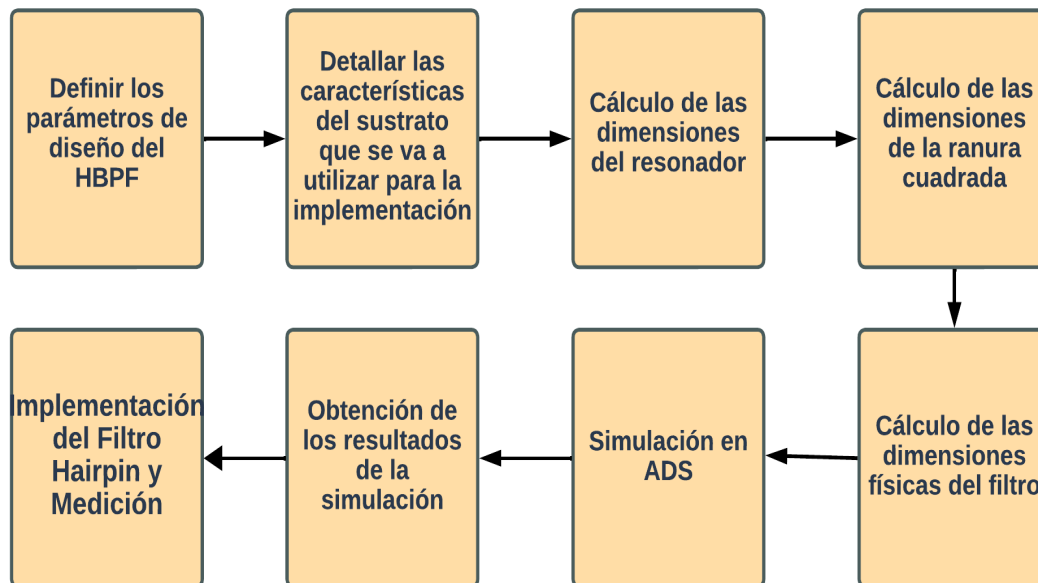 Definir los
parámetros de
diseño del
HBPF
Detallar las
características
del sustrato
que se va a
utilizar para la
implementación
Cálculo de las
dimensiones
del resonador
Cálculo de las
dimensiones
de la ranura
cuadrada
Cálculo de las
dimensiones
físicas del filtro
Simulación en
ADS
Obtención de
los resultados
de la
simulación
Implementación
del Filtro
Hairpin y
Medición